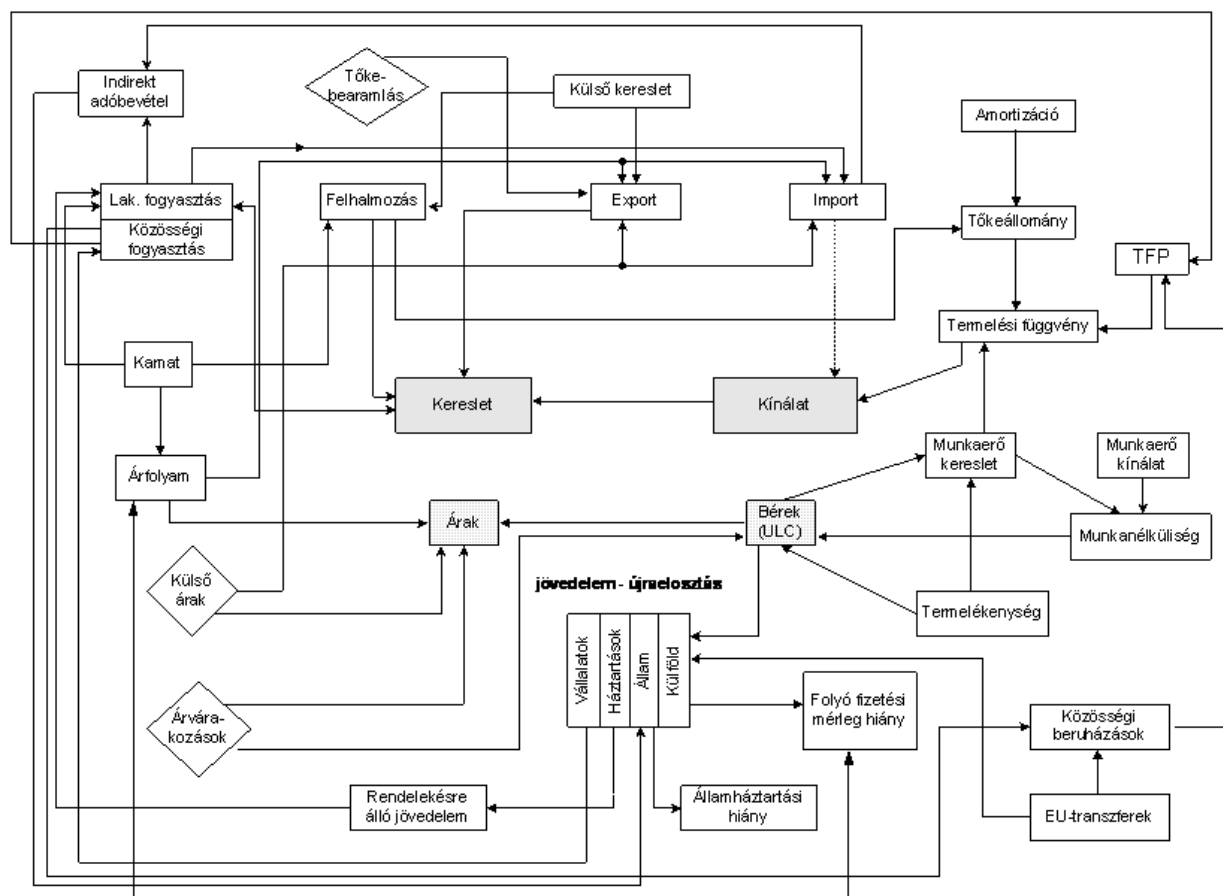 Indirekt
adóbevétel
Tőke-
bearamlás
Külső kereslet
Amortizáció
Lak. fogyasztás
Közösségi
fogyasztás
Felhalmozás
Export
Import
Tőkeállomány
TFP
Termelési függvény
Kamat
Kereslet
Kínálat
Árfolyam
Munkaerő
kereslet
Munkaerő
kínálat
Árak
Bérek
(ULC)
Munkanélküliség
Külső
árak
jövedelem - újraelosztás
Termelékenység
Vállalatok
Háztartások
Állam
Külföld
Árvára-
kozások
Folyó fizetési
mérleg hiány
Közösségi
beruházások
Rendelekésre
álló jövedelem
Államháztartási
hiány
EU-transzferek